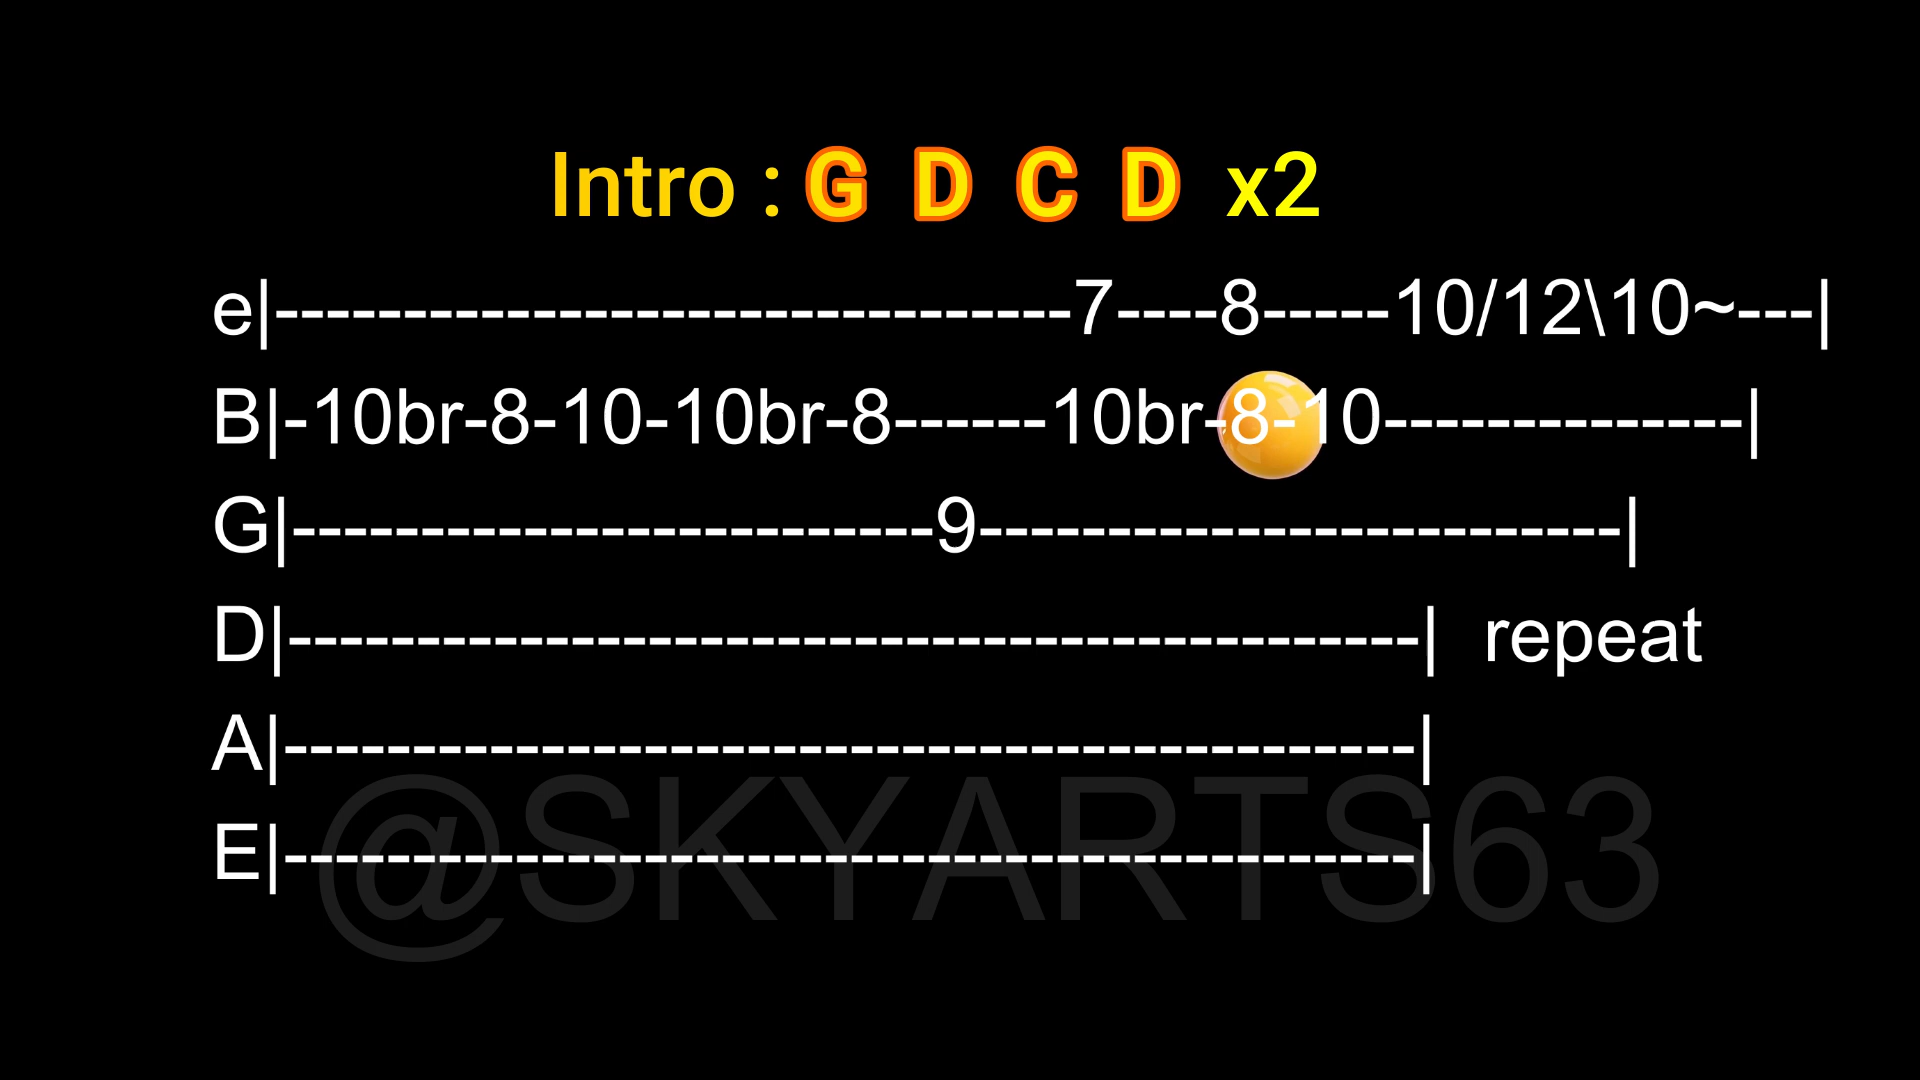 Intro : G D C D x2
e|-------------------------------7----8-----10/12\10~---|
B|-10br-8-10-10br-8------10br-8-10--------------|
G|-------------------------9-------------------------|
D|--------------------------------------------| repeat
A|--------------------------------------------|
E|--------------------------------------------|
@SKYARTS63